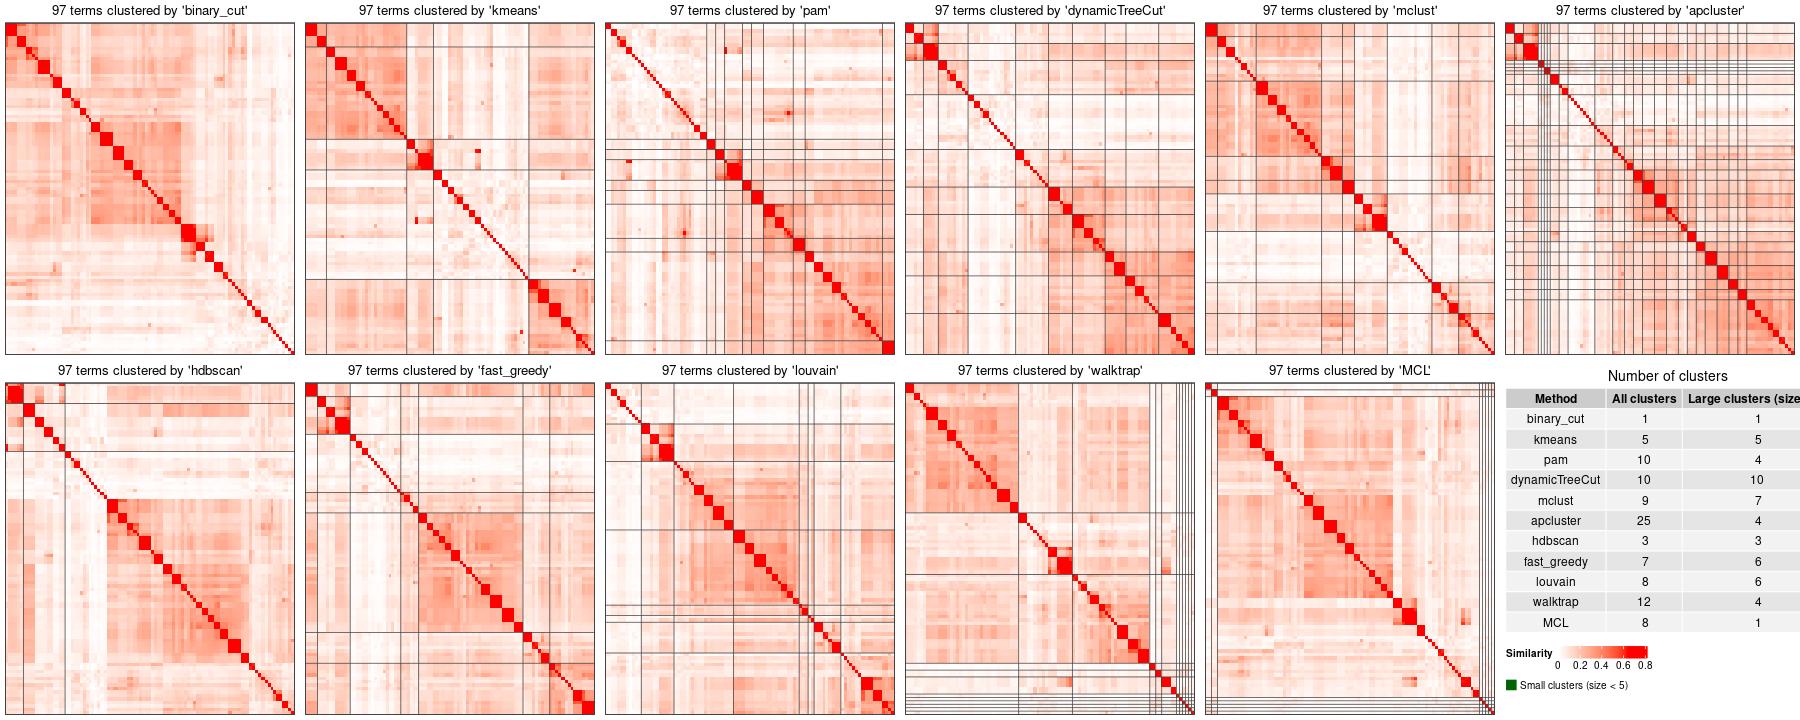 97 terms clustered by 'binary_cut'
97 terms clustered by 'kmeans'
97 terms clustered by 'pam'
97 terms clustered by 'dynamicTreeCut'
97 terms clustered by 'mclust'
97 terms clustered by 'apcluster'
97 terms clustered by 'hdbscan'
97 terms clustered by 'fast_greedy'
97 terms clustered by 'louvain'
97 terms clustered by 'walktrap'
97 terms clustered by 'MCL'
Number of clusters
Method All clusters Large clusters (size
binary_cut 1 1
kmeans 5 5
pam 10 4
dynamicTreeCut 10 10
mclust 9 7
apcluster 25 4
hdbscan 3 3
fast_greedy 7 6
louvain 8 6
walktrap 12 4
MCL 8 1
Similarity
0 0.2 0.4 0.6 0.8
Small clusters (size < 5)